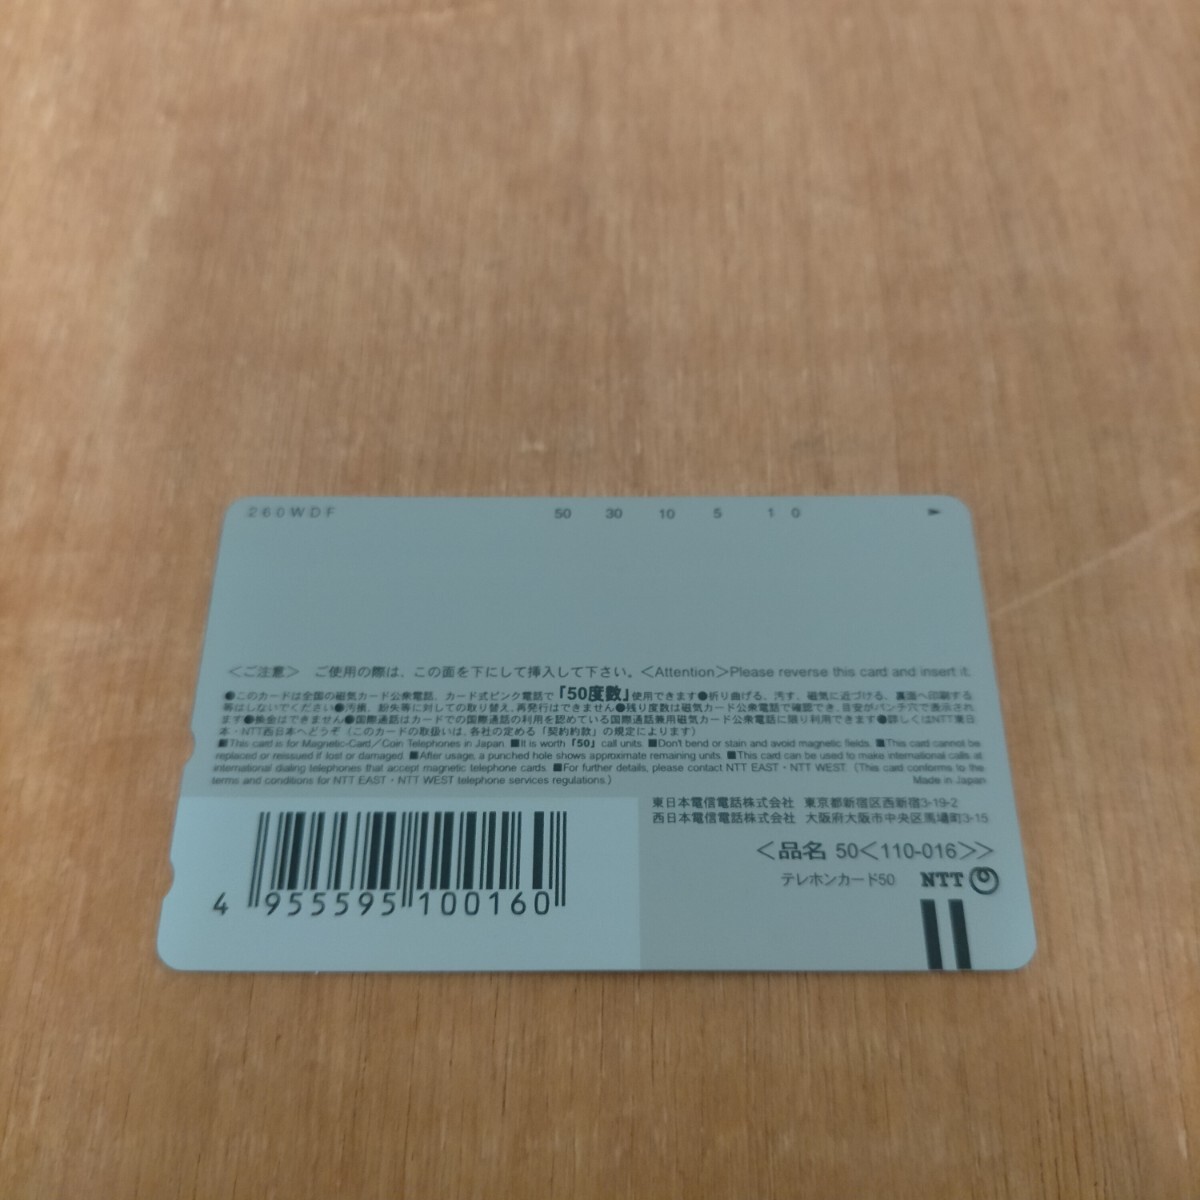 260WDF 50 30 10 5 1 0
<ご注意> ご使用の際は、この面を下にして挿入して下さい。<Attention>Please reverse this card and insert it.
●このカードは全国の磁気カード公衆電話、カード式ピンク電話で「50度数」使用できます●折り曲げる、汚す、磁気に近づける、裏面へ印刷する
等はしないでください●汚損、紛失等に対しての取り替え、再発行はできません●残り度数は磁気カード公衆電話で確認でき、目安がパンチ穴で表示され
ます●換金はできません●国際通話はカードでの国際通話の利用を認めている国際通話兼用磁気カード公衆電話に限り利用できます●詳しくはNTT東日
本・NTT西日本へどうぞ(このカードの取扱いは、各社の定める「契約約款」の規定によります)
■This card is for Magnetic-Card/Coin Telephones in Japan. ■It is worth「50」call units. ■Don't bend or stain and avoid magnetic fields. ■This card cannot be
replaced or reissued if lost or damaged. ■After usage, a punched hole shows approximate remaining units. ■This card can be used to make international calls at
international dialing telephones that accept magnetic telephone cards. ■For further details, please contact NTT EAST・NTT WEST. (This card conforms to the
terms and conditions for NTT EAST・NTT WEST telephone services regulations.) Made in Japan
東日本電信電話株式会社 東京都新宿区西新宿3-19-2
西日本電信電話株式会社 大阪府大阪市中央区馬場町3-15
<品名 50<110-016>>
テレホンカード50 NTT
4 955595 100160